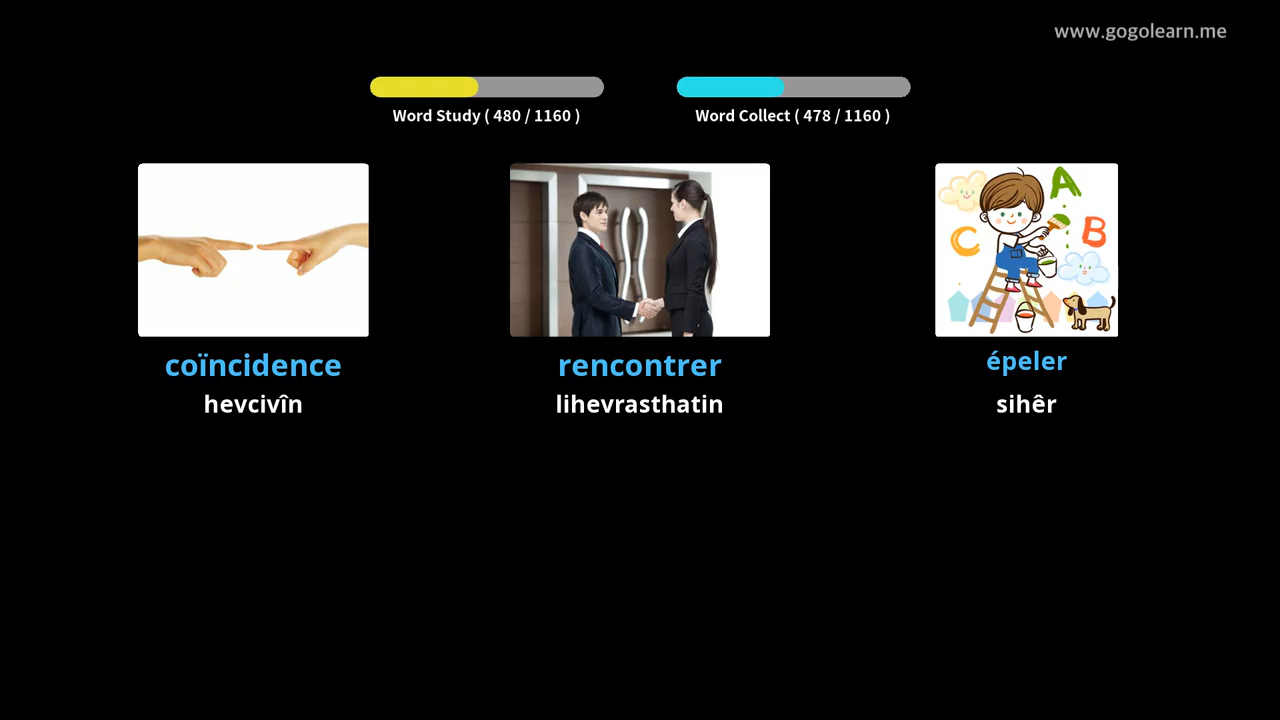 www.gogolearn.me
Word Study ( 480 / 1160 )
Word Collect ( 478 / 1160 )
coïncidence
hevcivîn
rencontrer
lihevrasthatin
épeler
sihêr
A
B
C